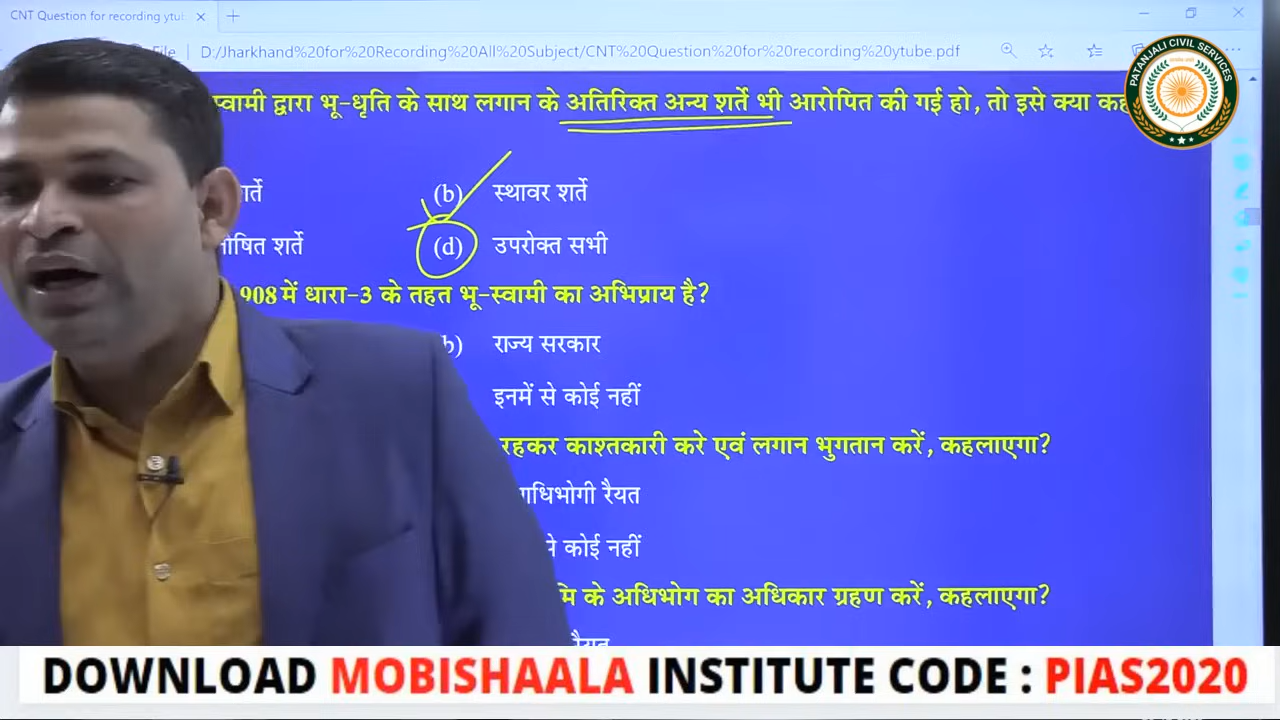 CNT Question for recording ytub
File D:/Jharkhand%20for%20Recording%20All%20Subject/CNT%20Question%20for%20recording%20ytube.pdf
PATANJALI CIVIL SERVICES
स्वामी द्वारा भू-धृति के साथ लगान के अतिरिक्त अन्य शर्ते भी आरोपित की गई हो, तो इसे क्या कह
(b) स्थावर शर्ते
शर्ते
(d) उपरोक्त सभी
908 में धारा-3 के तहत भू-स्वामी का अभिप्राय है?
b) राज्य सरकार
इनमें से कोई नहीं
रहकर काश्तकारी करे एवं लगान भुगतान करें, कहलाएगा?
रैयत
से कोई नहीं
के अधिभोग का अधिकार ग्रहण करें, कहलाएगा?
रैयत
DOWNLOAD MOBISHAALA INSTITUTE CODE : PIAS2020